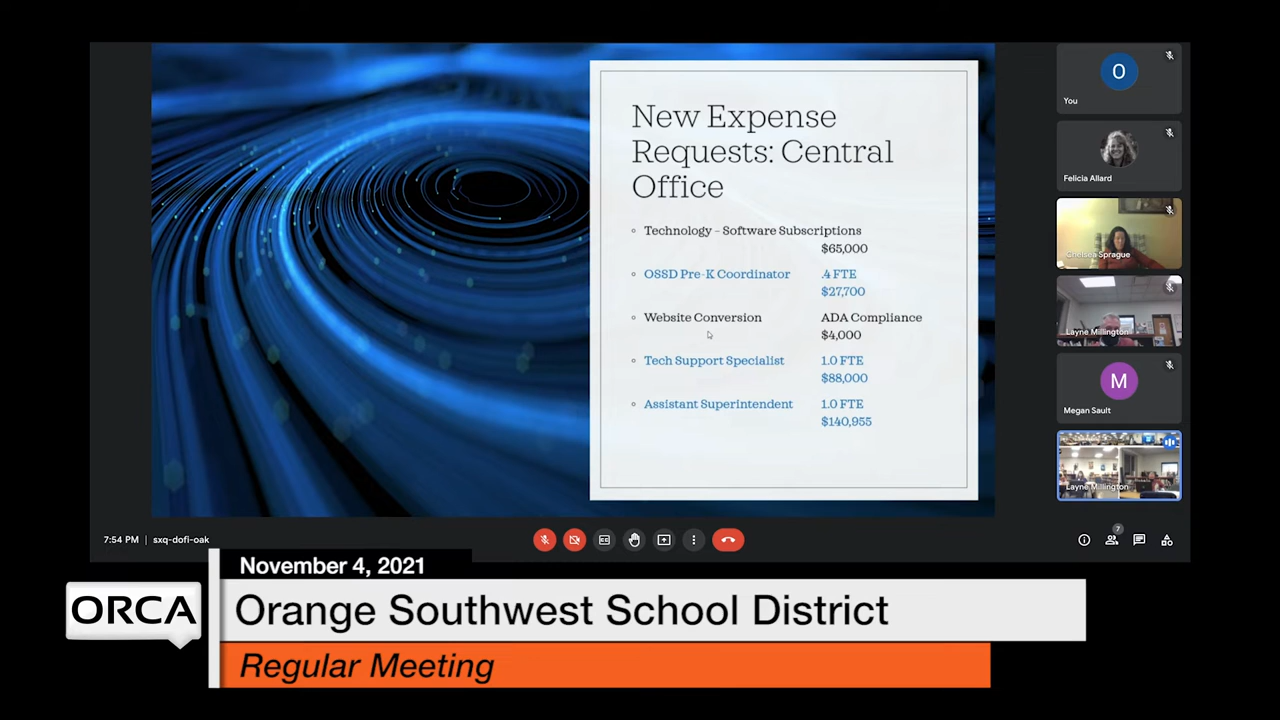 New Expense
Requests: Central
Office
Technology - Software Subscriptions
$65,000
OSSD Pre-K Coordinator .4 FTE
$27,700
Website Conversion ADA Compliance
$4,000
Tech Support Specialist 1.0 FTE
$88,000
Assistant Superintendent 1.0 FTE
$140,955
O
You
Felicia Allard
Chelsea Sprague
Layne Millington
M
Megan Sault
Layne Millington
7:54 PM | sxq-dofi-oak
CC
7
November 4, 2021
ORCA
Orange Southwest School District
Regular Meeting